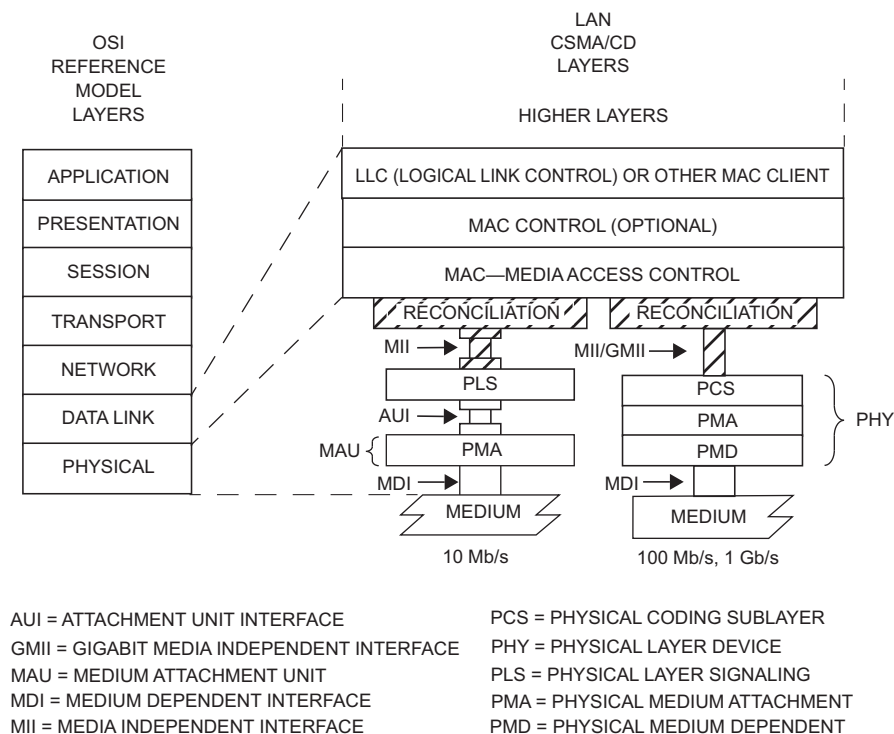 OSI
REFERENCE
MODEL
LAYERS
LAN
CSMA/CD
LAYERS
HIGHER LAYERS
APPLICATION
PRESENTATION
SESSION
TRANSPORT
NETWORK
DATA LINK
PHYSICAL
LLC (LOGICAL LINK CONTROL) OR OTHER MAC CLIENT
MAC CONTROL (OPTIONAL)
MAC—MEDIA ACCESS CONTROL
RECONCILIATION
MII
PLS
AUI
MAU
PMA
MDI
MEDIUM
10 Mb/s
RECONCILIATION
MII/GMII
PCS
PMA
PMD
PHY
MDI
MEDIUM
100 Mb/s, 1 Gb/s
AUI = ATTACHMENT UNIT INTERFACE
GMII = GIGABIT MEDIA INDEPENDENT INTERFACE
MAU = MEDIUM ATTACHMENT UNIT
MDI = MEDIUM DEPENDENT INTERFACE
MII = MEDIA INDEPENDENT INTERFACE
PCS = PHYSICAL CODING SUBLAYER
PHY = PHYSICAL LAYER DEVICE
PLS = PHYSICAL LAYER SIGNALING
PMA = PHYSICAL MEDIUM ATTACHMENT
PMD = PHYSICAL MEDIUM DEPENDENT